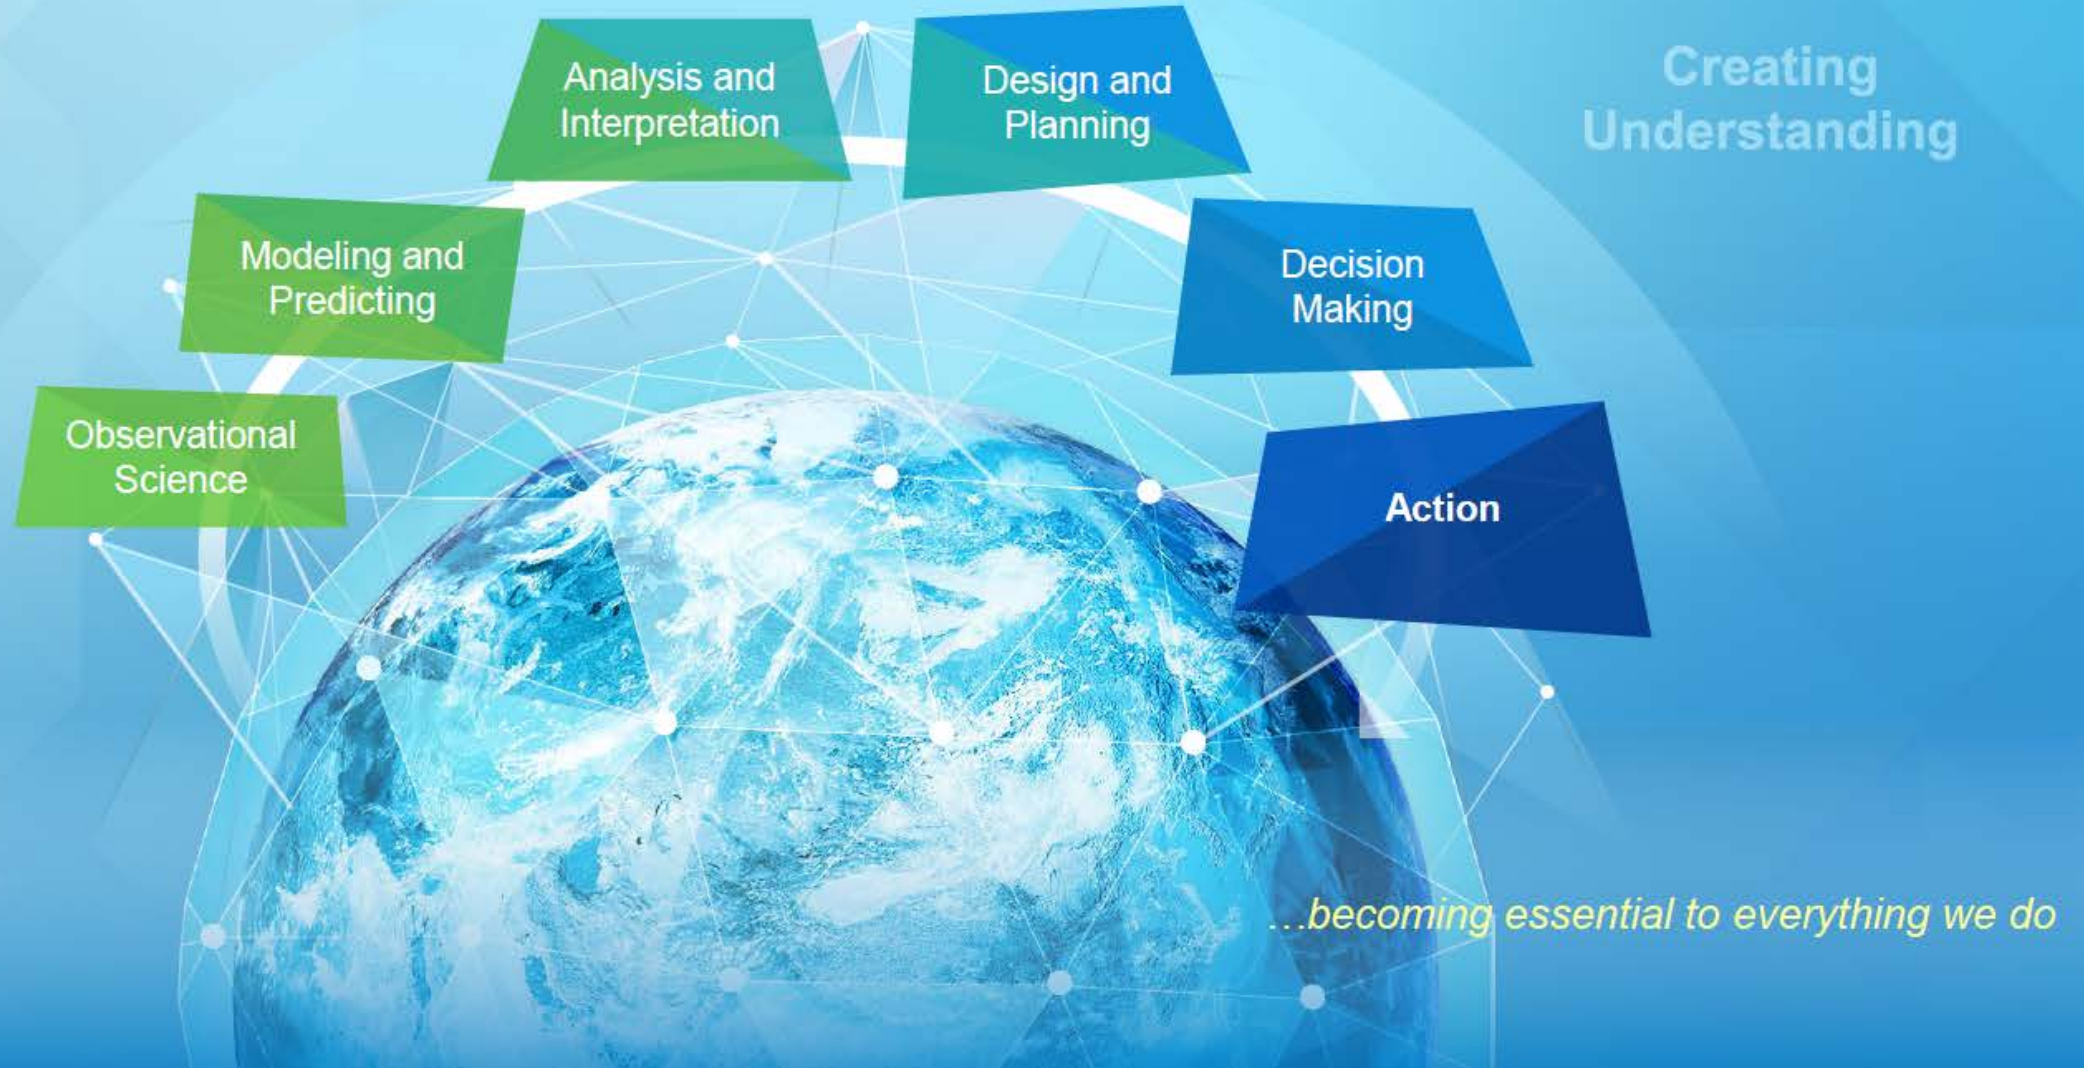 Creating
Understanding
Analysis and
Interpretation
Design and
Planning
Modeling and
Predicting
Decision
Making
Observational
Science
Action
...becoming essential to everything we do